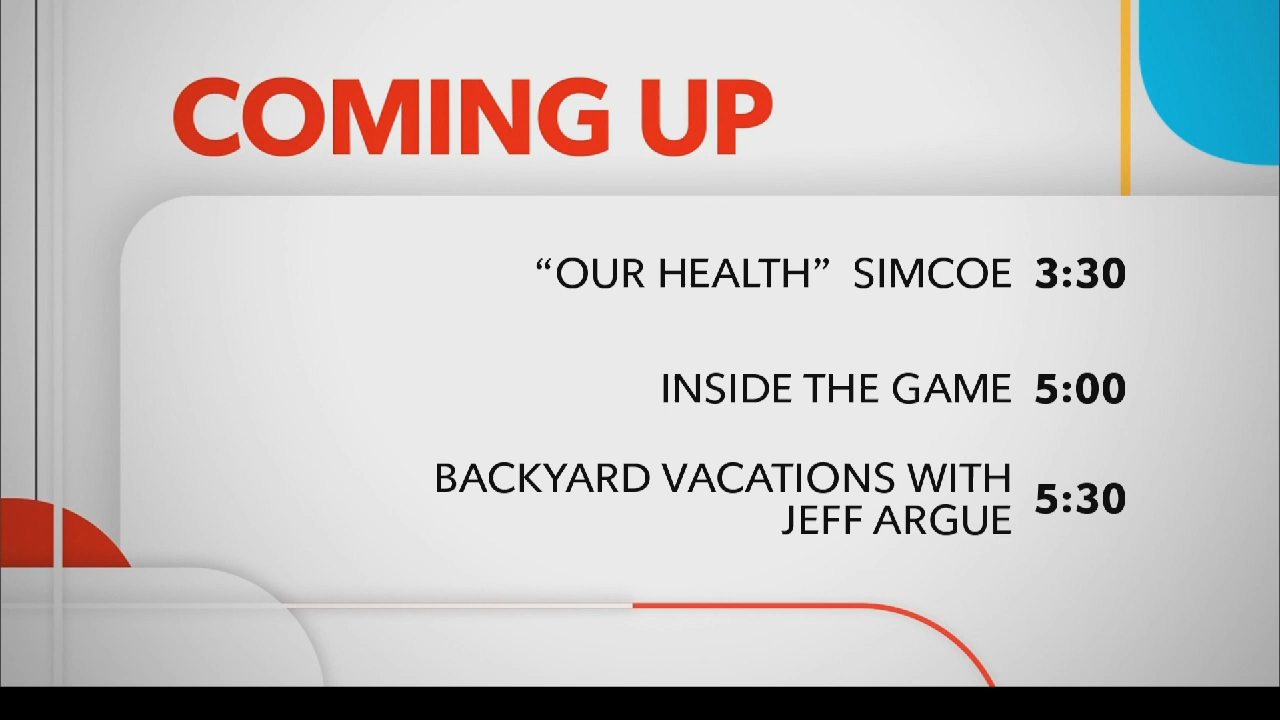 COMING UP
“OUR HEALTH” SIMCOE 3:30
INSIDE THE GAME 5:00
BACKYARD VACATIONS WITH
JEFF ARGUE 5:30